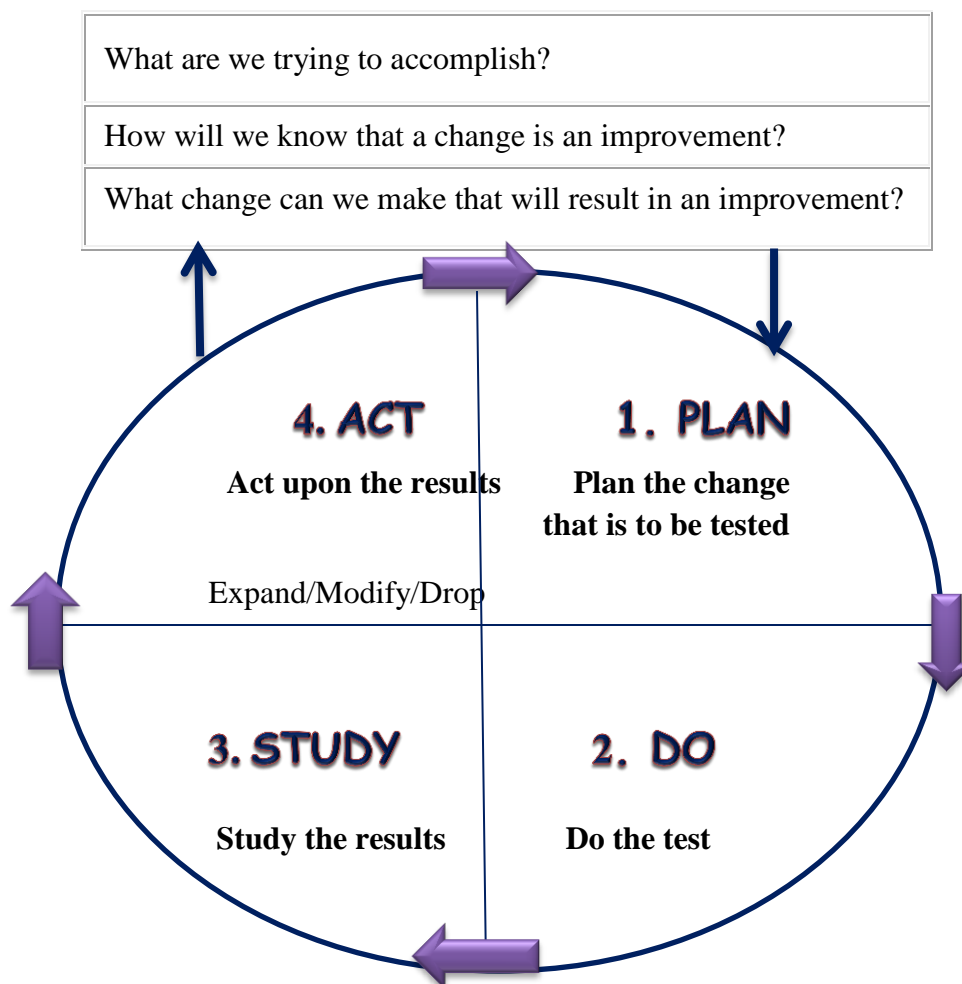 What are we trying to accomplish?
How will we know that a change is an improvement?
What change can we make that will result in an improvement?
4. ACT
Act upon the results
Expand/Modify/Drop
1. PLAN
Plan the change
that is to be tested
3. STUDY
Study the results
2. DO
Do the test